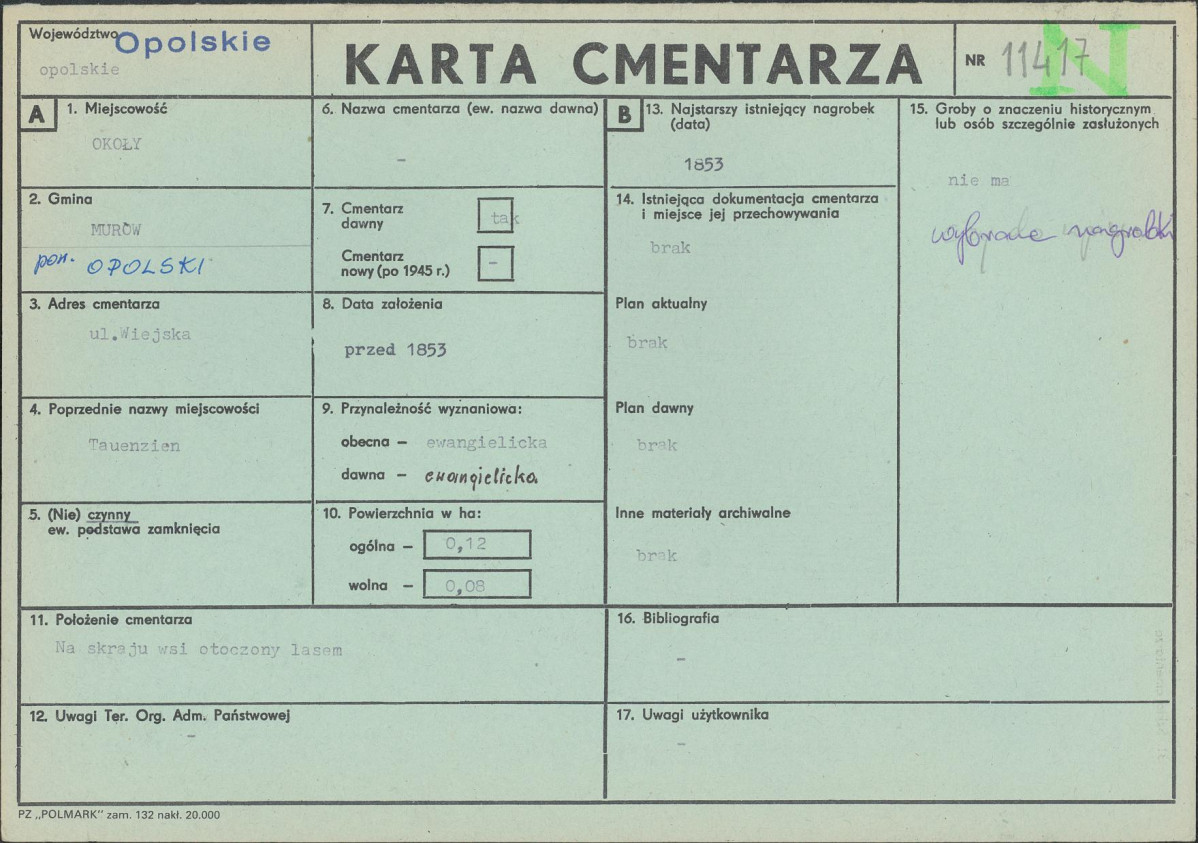 Województwo Opolskie
opolskie
KARTA CMENTARZA
NR 11417
N
A
1. Miejscowość
OKOŁY
2. Gmina
MURÓW
pow. OPOLSKI
3. Adres cmentarza
ul.Wiejska
4. Poprzednie nazwy miejscowości
Tauenzien
5. (Nie) czynny
ew. podstawa zamknięcia
6. Nazwa cmentarza (ew. nazwa dawna)
–
7. Cmentarz
dawny
tak
Cmentarz
nowy (po 1945 r.)
–
8. Data założenia
przed 1853
9. Przynależność wyznaniowa:
obecna – ewangielicka
dawna – ewangielicka
10. Powierzchnia w ha:
ogólna – 0,12
wolna – 0,08
11. Położenie cmentarza
Na skraju wsi otoczony lasem
12. Uwagi Ter. Org. Adm. Państwowej
–
B
13. Najstarszy istniejący nagrobek
(data)
1853
14. Istniejąca dokumentacja cmentarza
i miejsce jej przechowywania
brak
Plan aktualny
brak
Plan dawny
brak
Inne materiały archiwalne
brak
15. Groby o znaczeniu historycznym
lub osób szczególnie zasłużonych
nie ma
wybrane nagrobki
16. Bibliografia
–
17. Uwagi użytkownika
–
PZ „POLMARK" zam. 132 nakł. 20.000